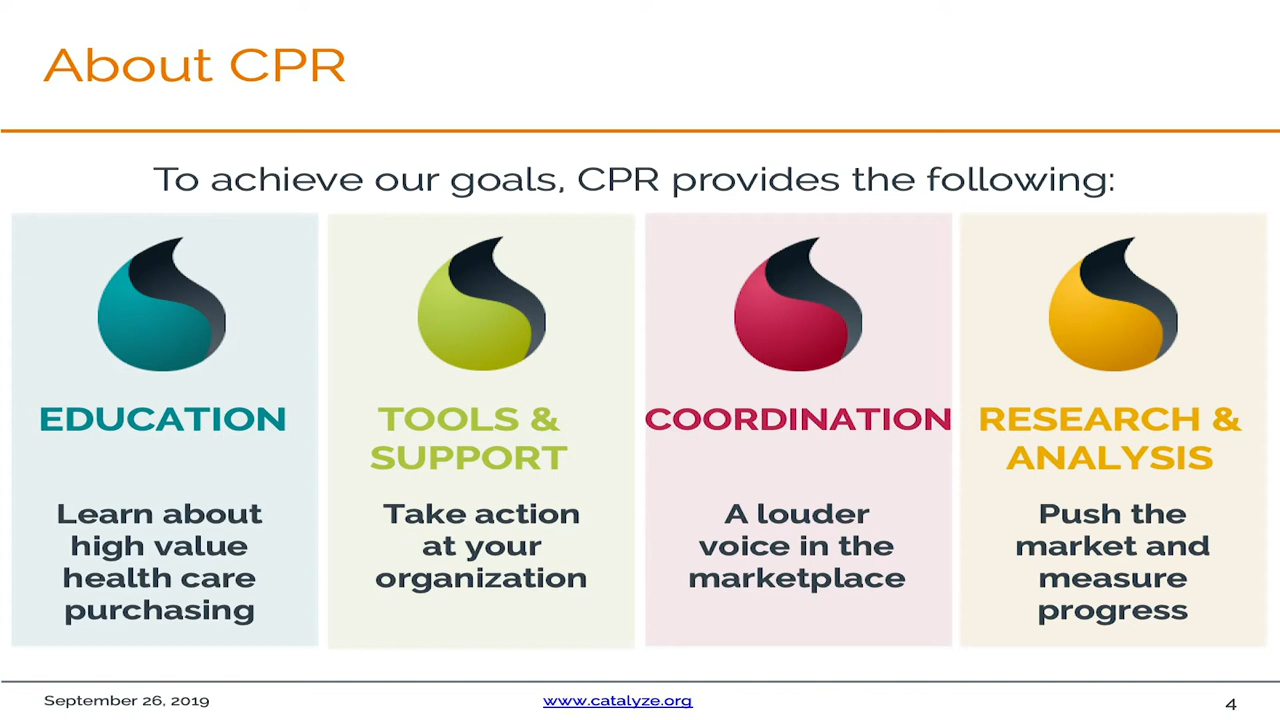 About CPR
To achieve our goals, CPR provides the following:
EDUCATION
Learn about
high value
health care
purchasing
TOOLS &
SUPPORT
Take action
at your
organization
COORDINATION
A louder
voice in the
marketplace
RESEARCH &
ANALYSIS
Push the
market and
measure
progress
September 26, 2019
www.catalyze.org
4